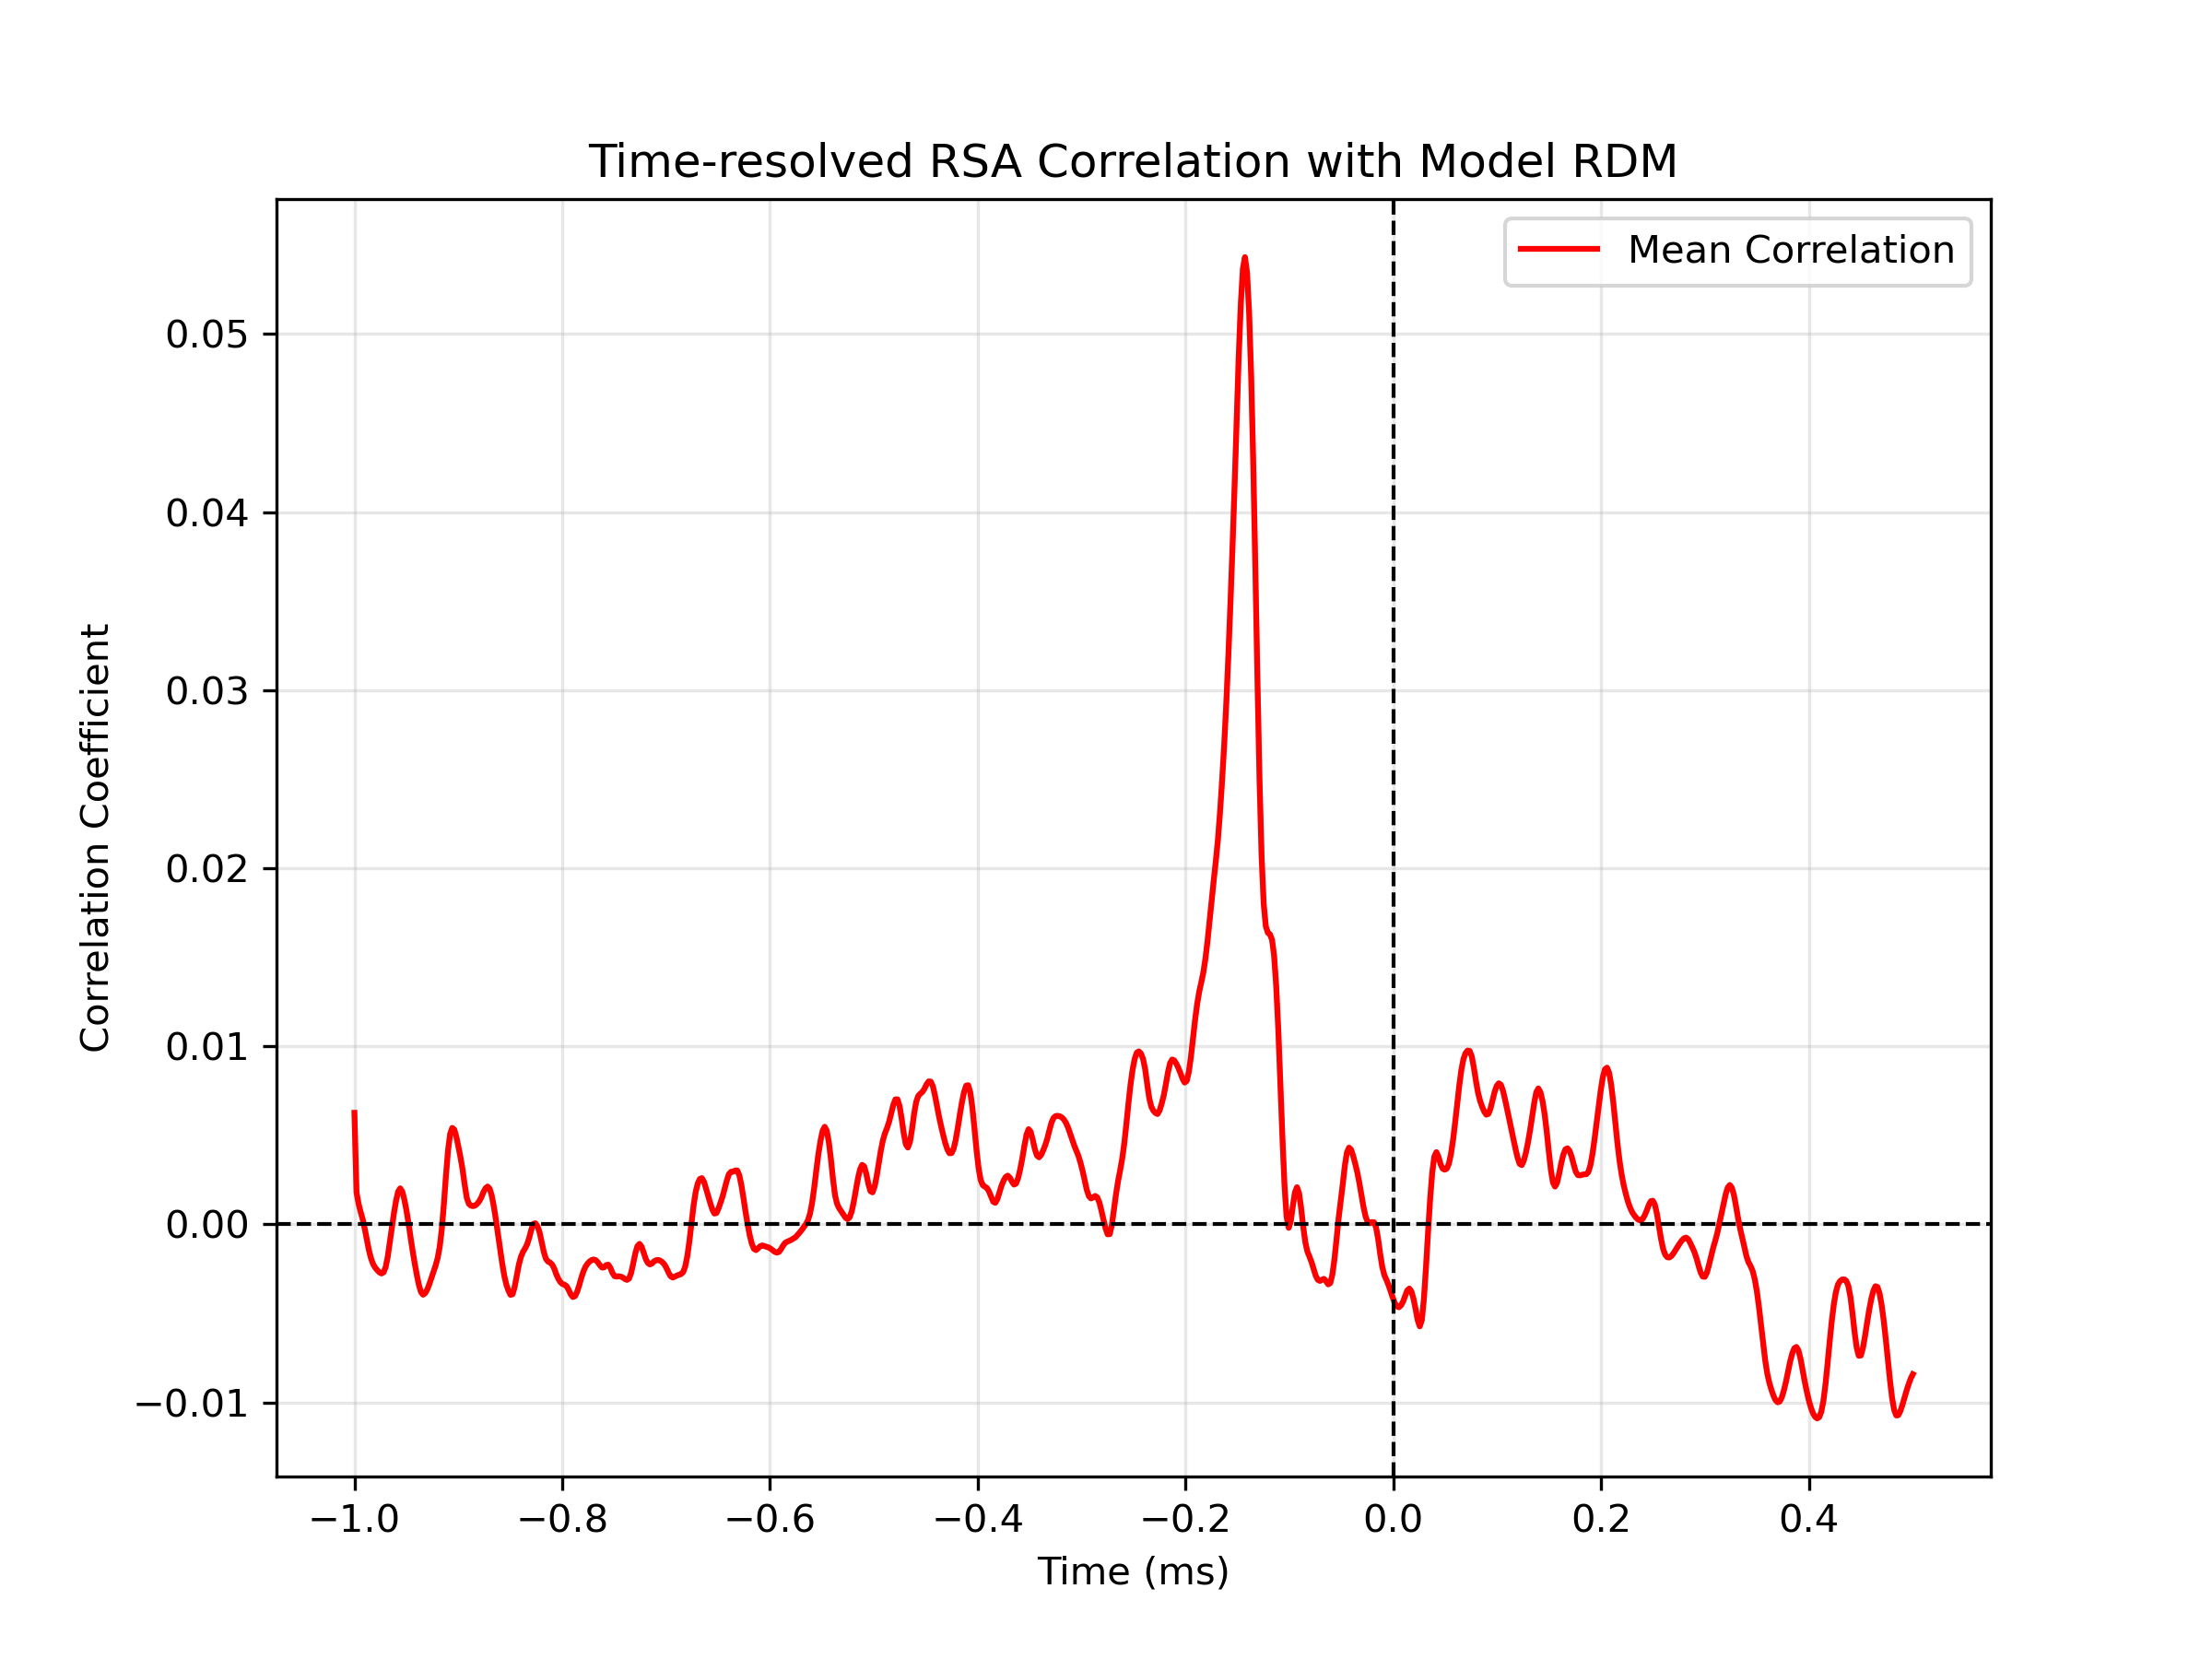 Time-resolved RSA Correlation with Model RDM
Mean Correlation
Correlation Coefficient
0.05
0.04
0.03
0.02
0.01
0.00
−0.01
−1.0 −0.8 −0.6 −0.4 −0.2 0.0 0.2 0.4
Time (ms)